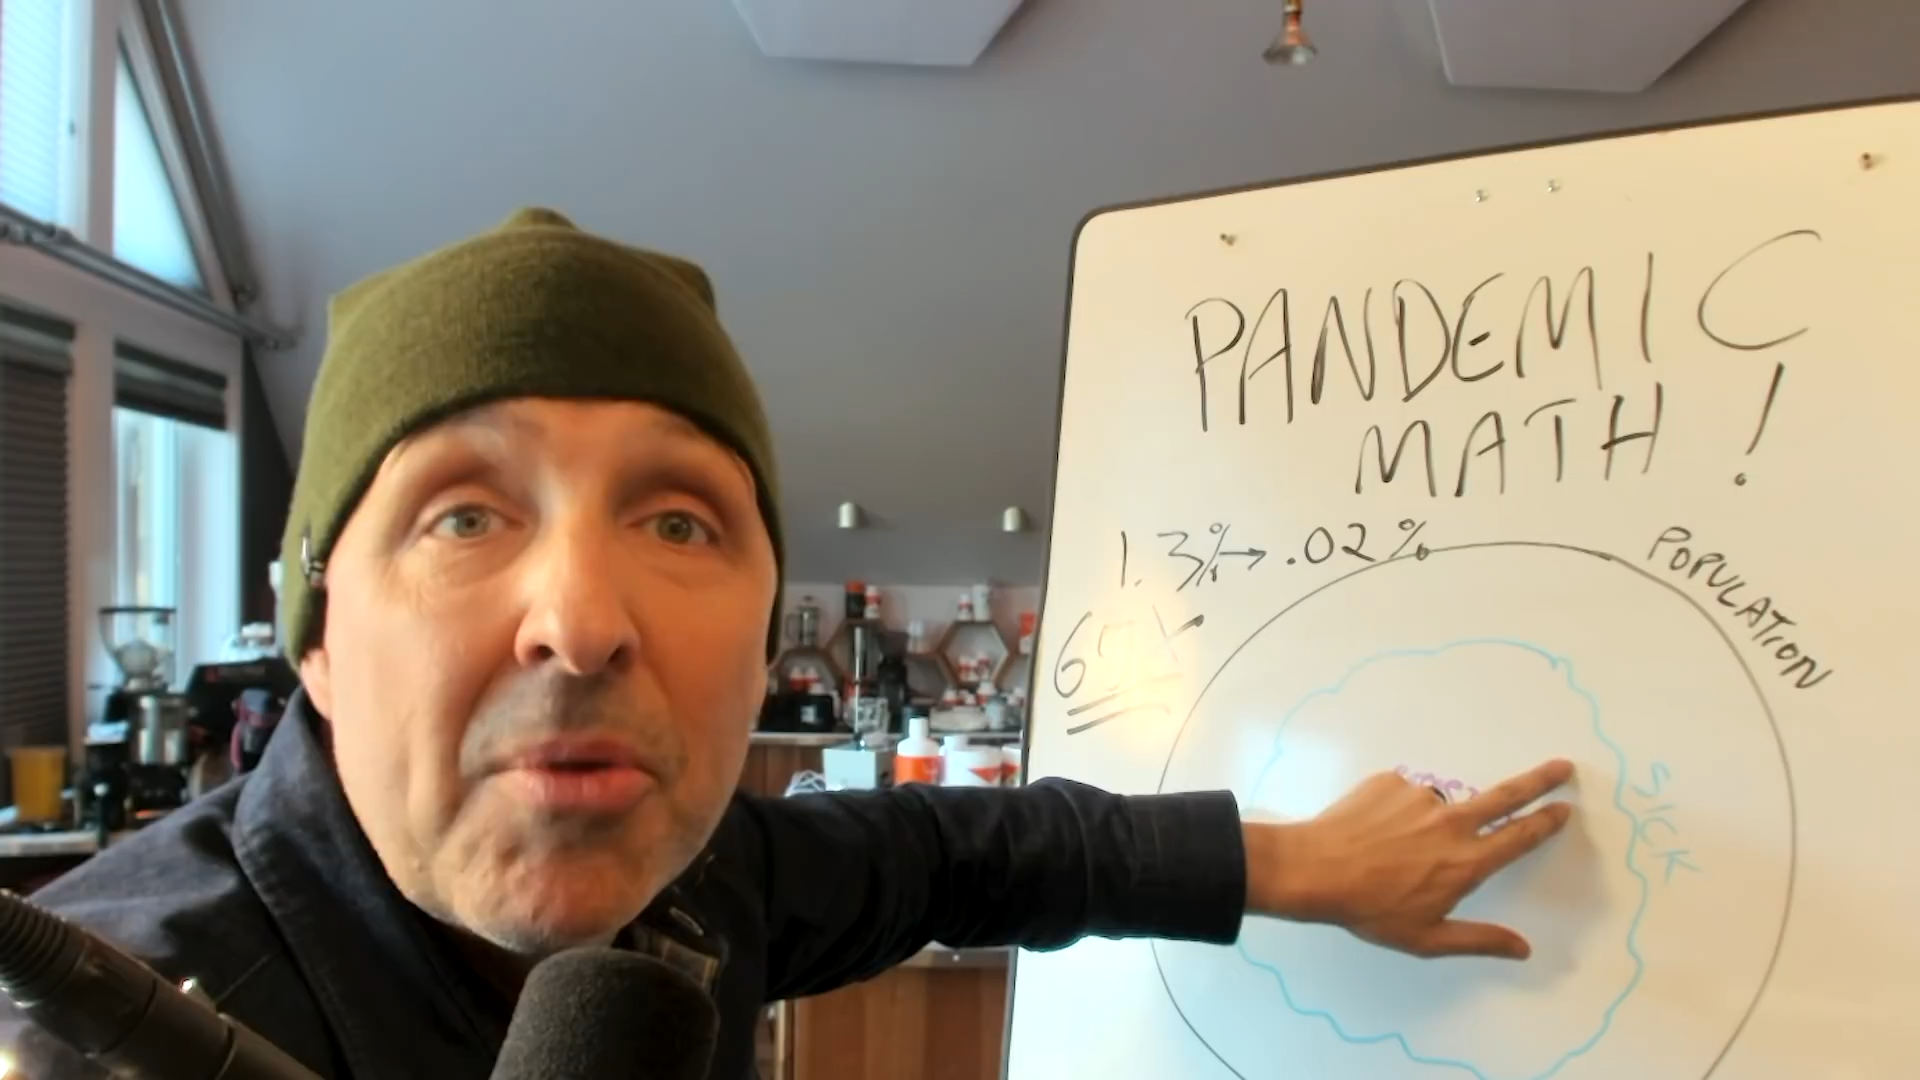 PANDEMIC
MATH!
1.3% → .02%
POPULATION
SICK